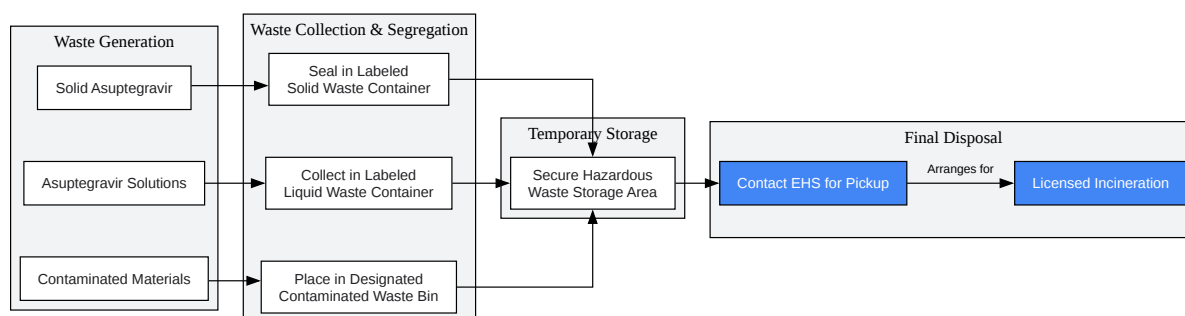 Waste Generation
Solid Asuptegravir
Asuptegravir Solutions
Contaminated Materials
Waste Collection & Segregation
Seal in Labeled
Solid Waste Container
Collect in Labeled
Liquid Waste Container
Place in Designated
Contaminated Waste Bin
Temporary Storage
Secure Hazardous
Waste Storage Area
Final Disposal
Contact EHS for Pickup
Arranges for
Licensed Incineration